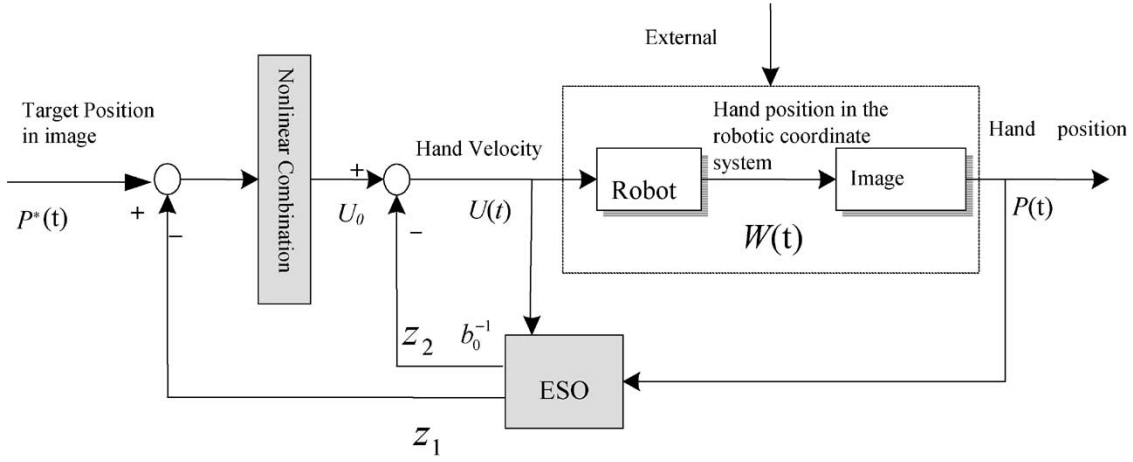 External
Target Position
in image
Nonlinear Combination
Hand Velocity
Hand position in the
robotic coordinate
system
Hand position
Robot
Image
P*(t)
+
−
+
U₀
−
U(t)
W(t)
P(t)
z₂
b₀⁻¹
ESO
z₁